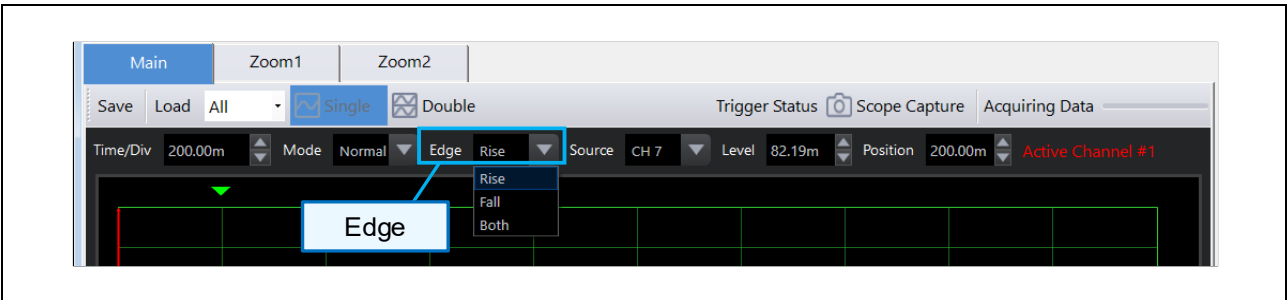 Main Zoom1 Zoom2
Save Load All Single Double Trigger Status Scope Capture Acquiring Data
Time/Div 200.00m Mode Normal Edge Rise Source CH 7 Level 82.19m Position 200.00m Active Channel #1
Rise
Fall
Both
Edge